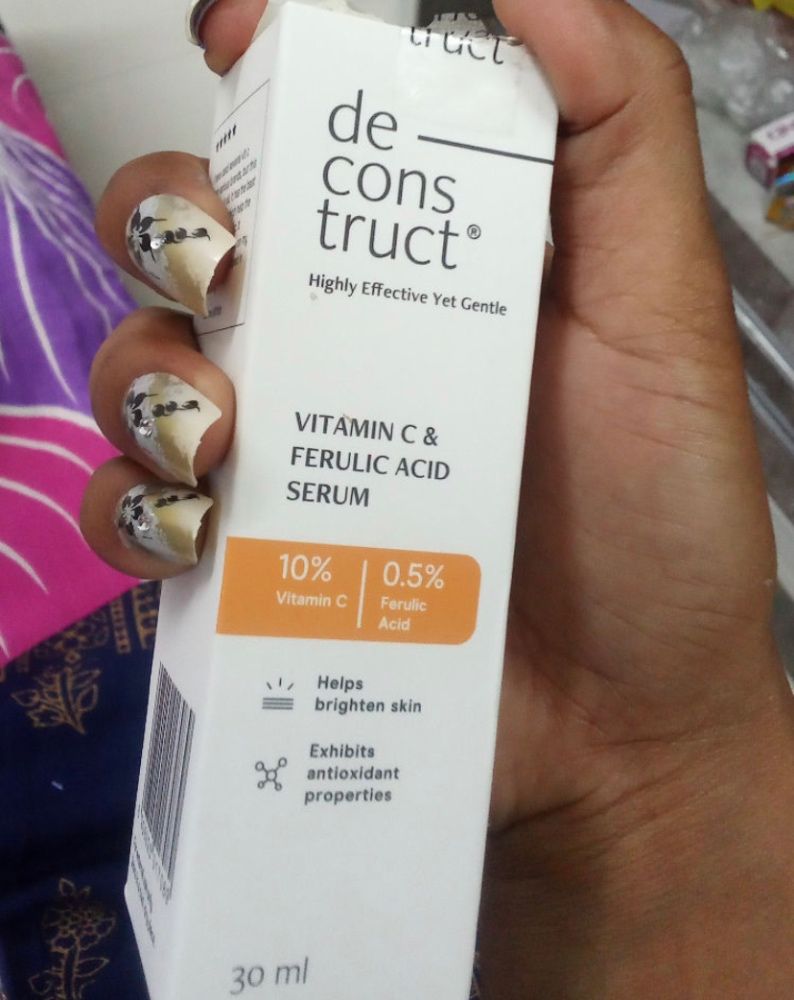 truct
de
cons
truct®
Highly Effective Yet Gentle
VITAMIN C &
FERULIC ACID
SERUM
10%
Vitamin C
0.5%
Ferulic
Acid
Helps
brighten skin
Exhibits
antioxidant
properties
30 ml